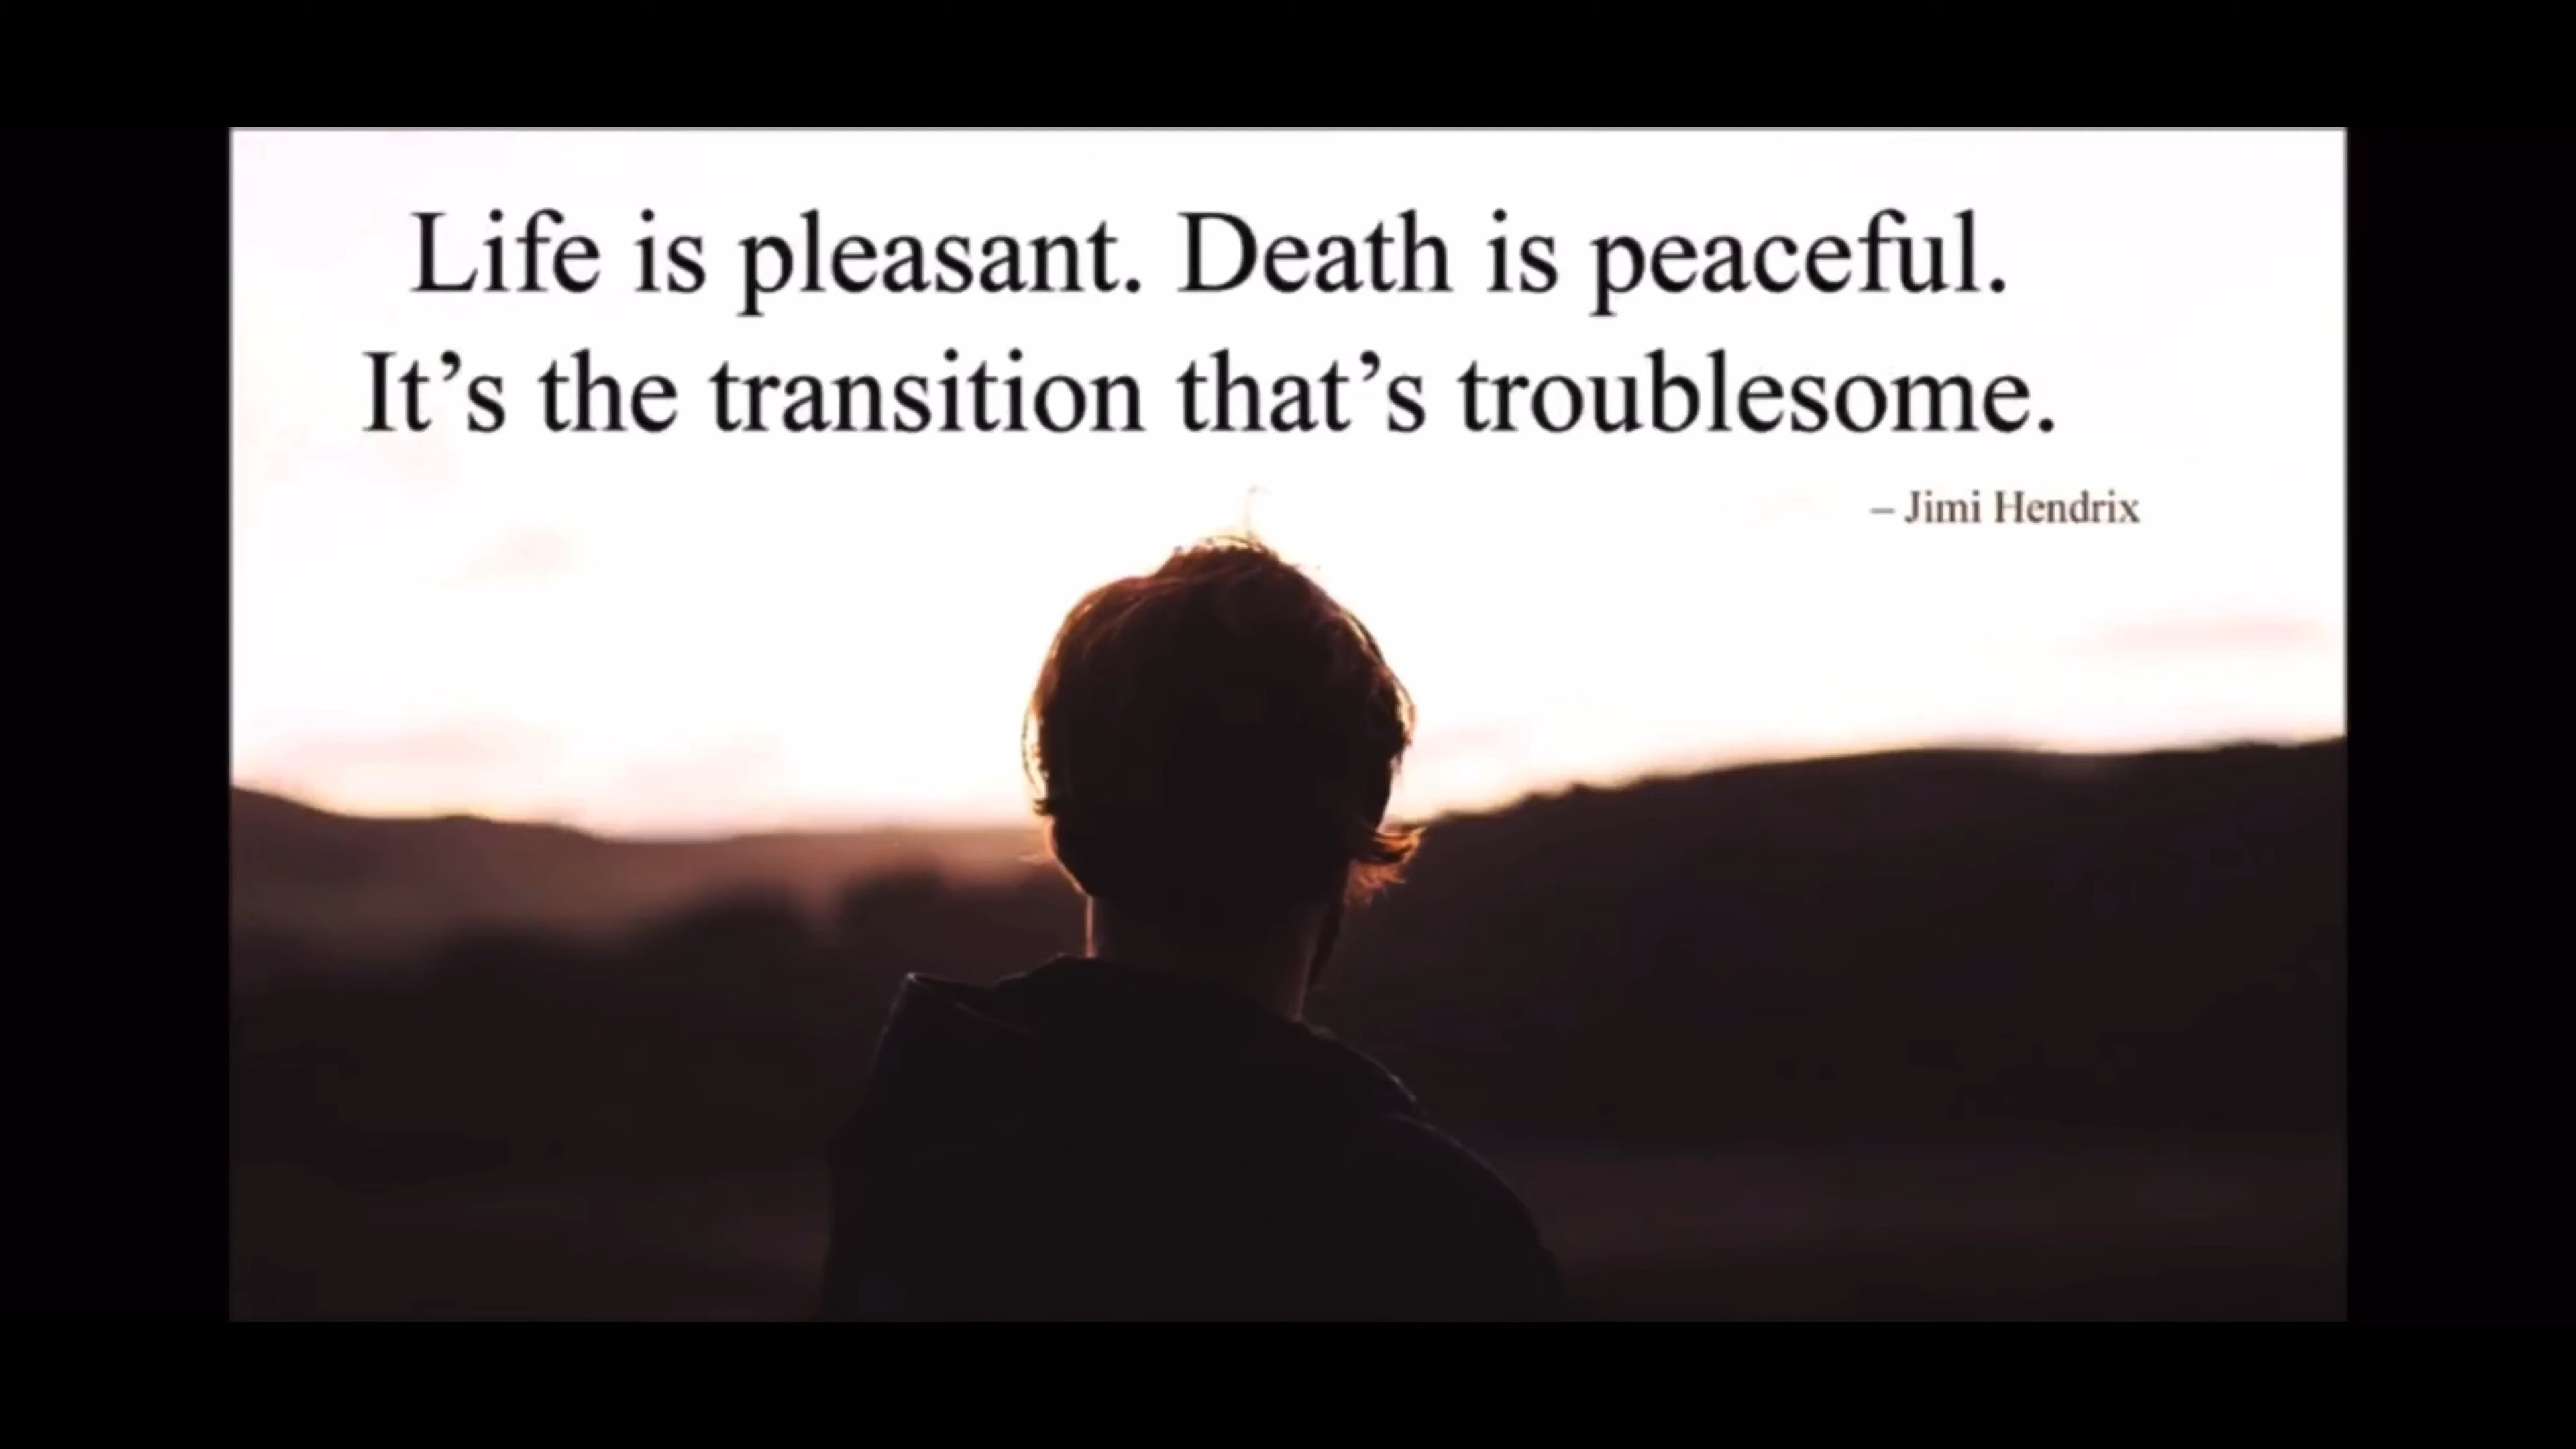 Life is pleasant. Death is peaceful.
It’s the transition that’s troublesome.
– Jimi Hendrix